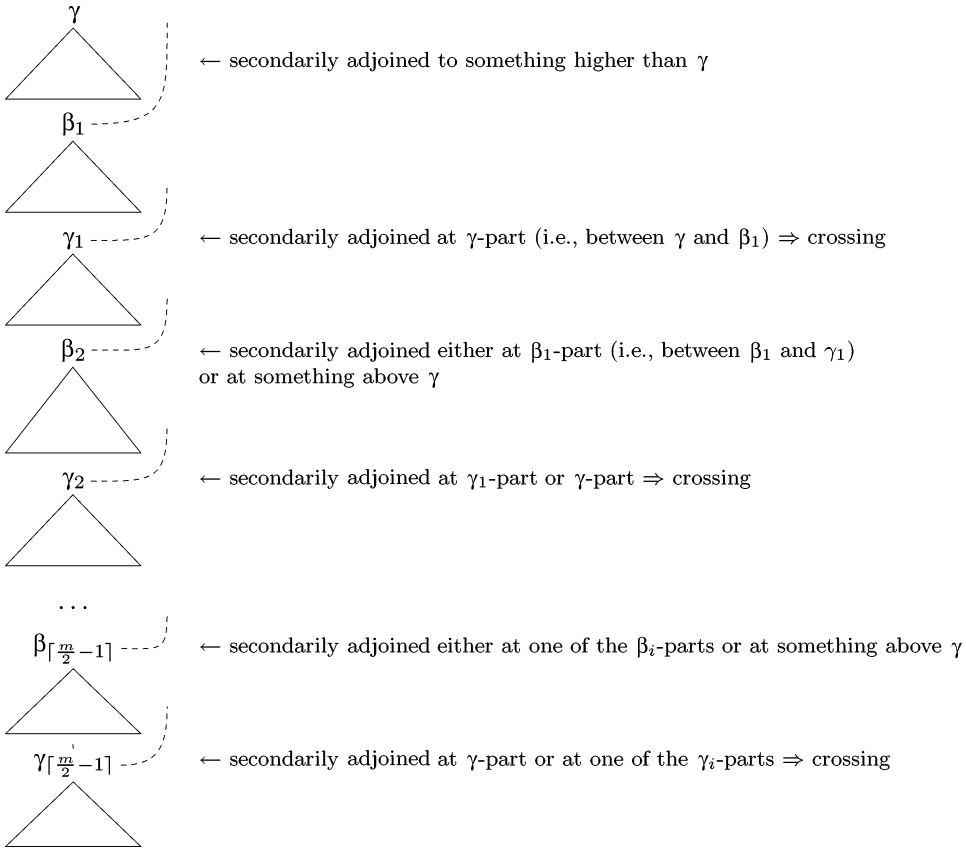 γ
← secondarily adjoined to something higher than γ
β₁
γ₁ ← secondarily adjoined at γ-part (i.e., between γ and β₁) ⇒ crossing
β₂ ← secondarily adjoined either at β₁-part (i.e., between β₁ and γ₁)
or at something above γ
γ₂ ← secondarily adjoined at γ₁-part or γ-part ⇒ crossing
...
β⌈m/2−1⌉ ← secondarily adjoined either at one of the βᵢ-parts or at something above γ
γ⌈m/2−1⌉ ← secondarily adjoined at γ-part or at one of the γᵢ-parts ⇒ crossing